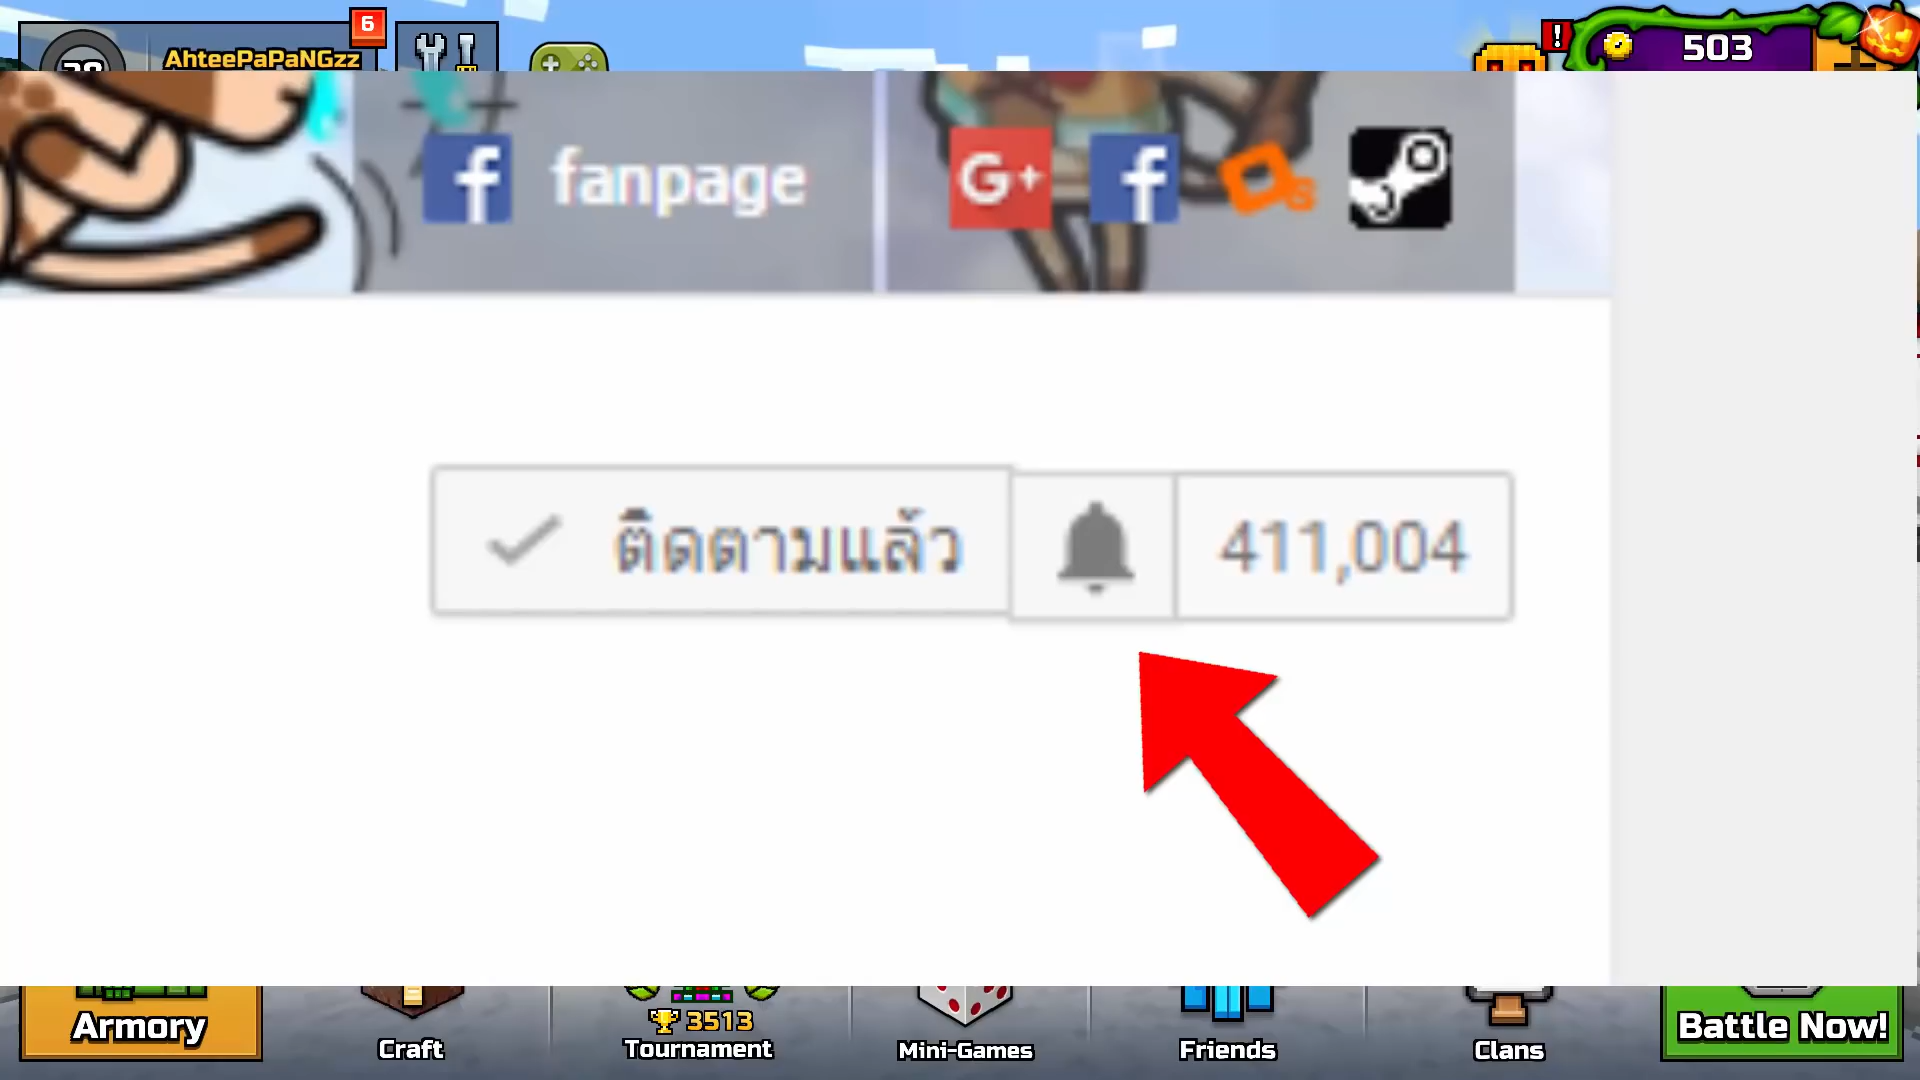 6
AhteePaPaNGzz
!
503
fanpage
G+
f
ติดตามแล้ว
411,004
3513
Armory
Craft
Tournament
Mini-Games
Friends
Clans
Battle Now!